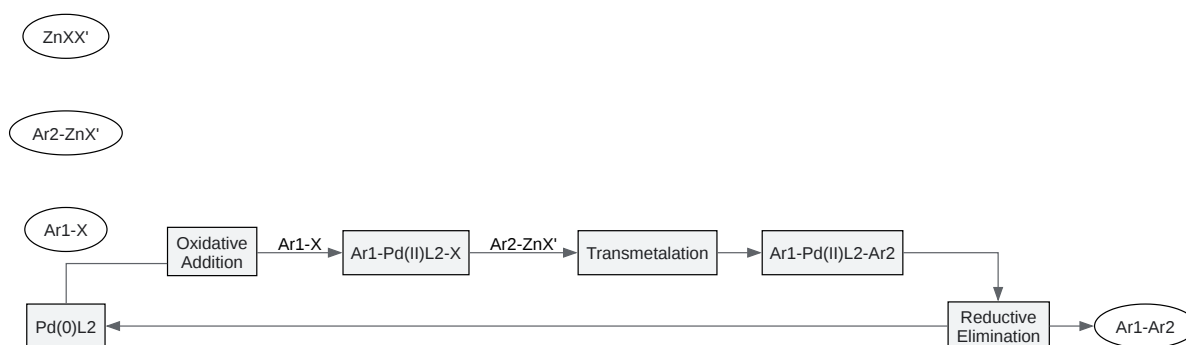 ZnXX'
Ar2-ZnX'
Ar1-X
Oxidative
Addition
Ar1-X
Ar1-Pd(II)L2-X
Ar2-ZnX'
Transmetalation
Ar1-Pd(II)L2-Ar2
Pd(0)L2
Reductive
Elimination
Ar1-Ar2